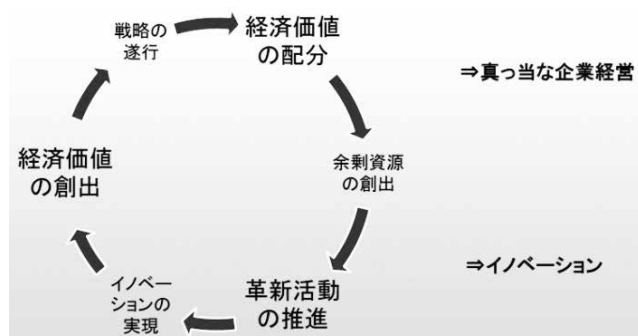 戦略の
遂行
経済価値
の配分
⇒真っ当な企業経営
余剰資源
の創出
経済価値
の創出
⇒イノベーション
革新活動
の推進
イノベー
ションの
実現